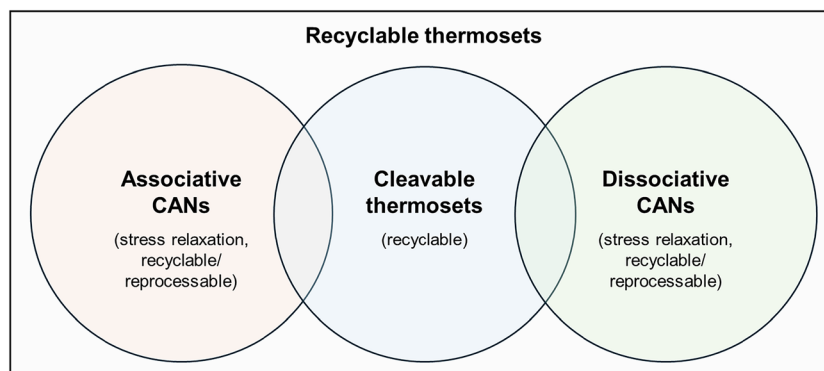 Recyclable thermosets
Associative
CANs
(stress relaxation,
recyclable/
reprocessable)
Cleavable
thermosets
(recyclable)
Dissociative
CANs
(stress relaxation,
recyclable/
reprocessable)